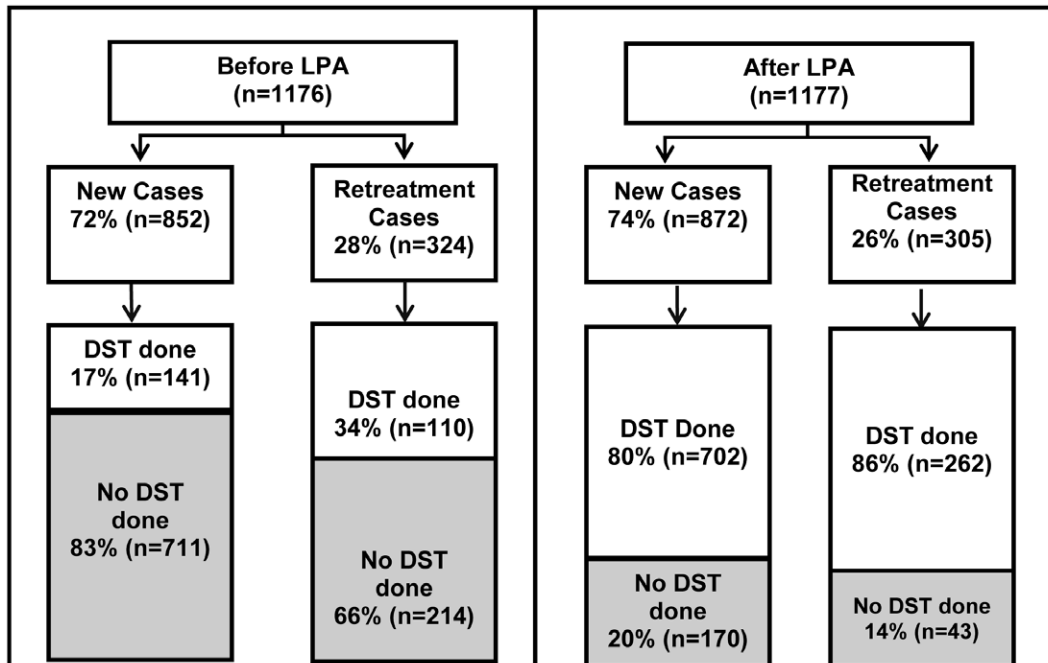 Before LPA
(n=1176)
New Cases
72% (n=852)
Retreatment
Cases
28% (n=324)
DST done
17% (n=141)
No DST
done
83% (n=711)
DST done
34% (n=110)
No DST
done
66% (n=214)
After LPA
(n=1177)
New Cases
74% (n=872)
Retreatment
Cases
26% (n=305)
DST Done
80% (n=702)
No DST
done
20% (n=170)
DST done
86% (n=262)
No DST done
14% (n=43)